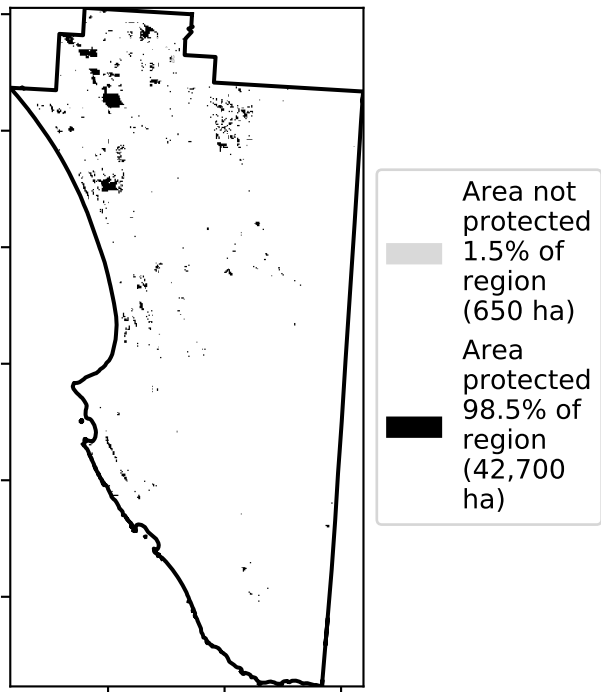 Area not
protected
1.5% of
region
(650 ha)
Area
protected
98.5% of
region
(42,700
ha)